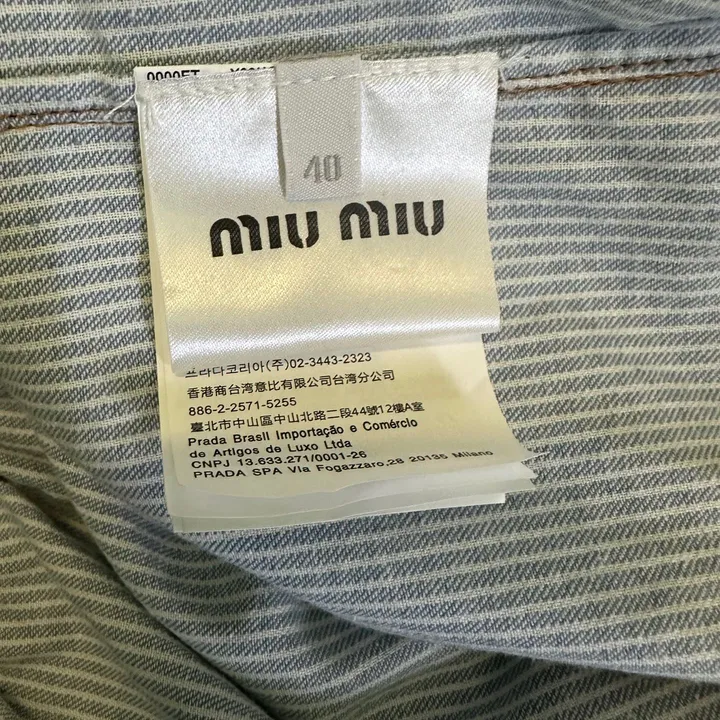 40
miu miu
프라다코리아(주)02-3443-2323
香港商台灣意比有限公司台湾分公司
886-2-2571-5255
臺北市中山區中山北路二段44號12樓A室
Prada Brasil Importação e Comércio
de Artigos de Luxo Ltda
CNPJ 13.633.271/0001-26
PRADA SPA Via Fogazzaro,28 20135 Milano